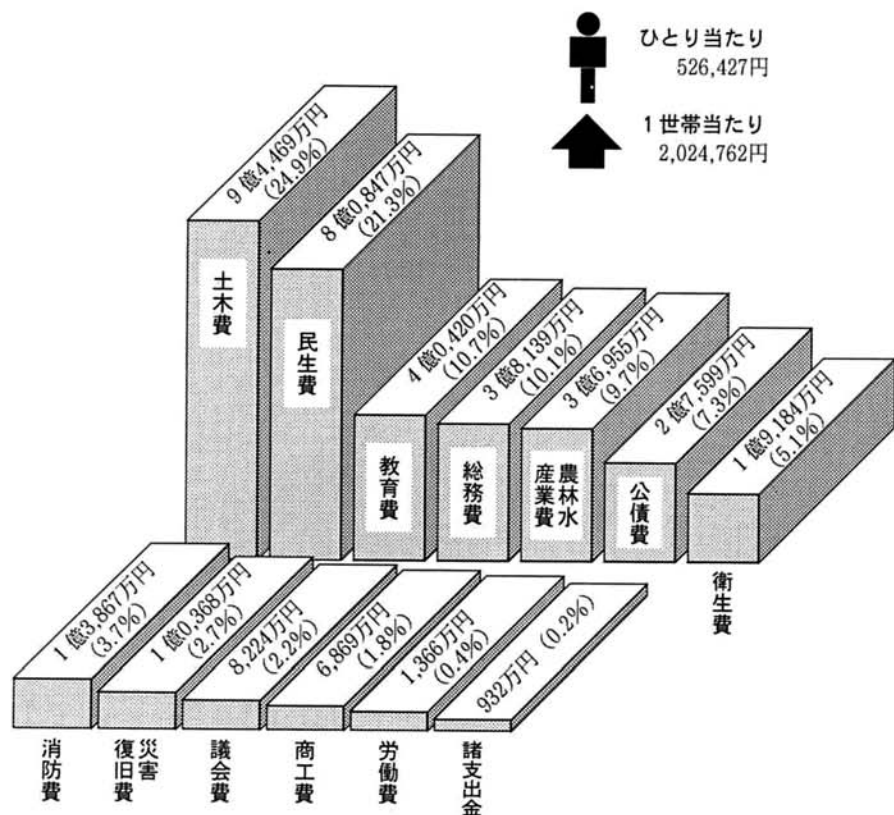 ひとり当たり
526,427円
1世帯当たり
2,024,762円
9億4,469万円
(24.9%)
土木費
8億0,847万円
(21.3%)
民生費
4億0,420万円
(10.7%)
教育費
3億8,139万円
(10.1%)
総務費
3億6,955万円
(9.7%)
農林水
産業費
2億7,599万円
(7.3%)
公債費
1億9,184万円
(5.1%)
衛生費
1億3,867万円
(3.7%)
消防費
1億0,368万円
(2.7%)
災害
復旧費
8,224万円
(2.2%)
議会費
6,869万円
(1.8%)
商工費
1,366万円
(0.4%)
労働費
932万円 (0.2%)
諸支出金